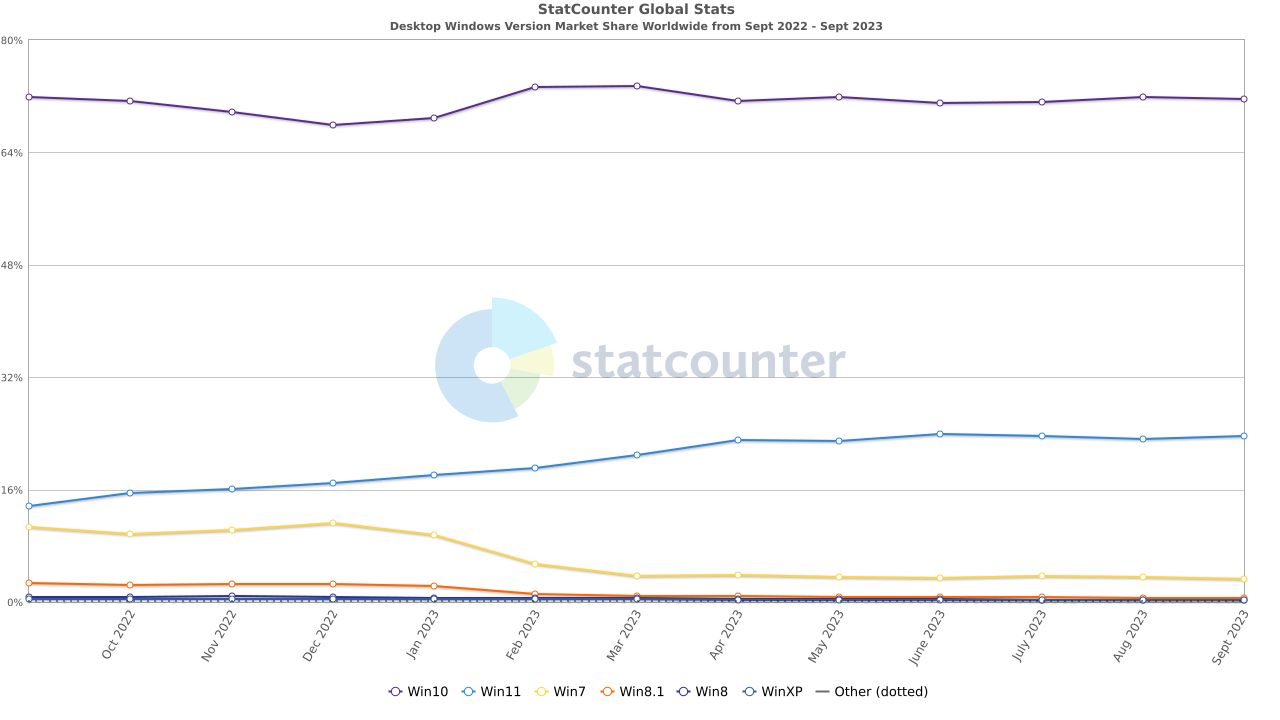 StatCounter Global Stats
Desktop Windows Version Market Share Worldwide from Sept 2022 - Sept 2023
80%
64%
48%
32%
16%
0%
statcounter
Oct 2022
Nov 2022
Dec 2022
Jan 2023
Feb 2023
Mar 2023
Apr 2023
May 2023
June 2023
July 2023
Aug 2023
Sept 2023
Win10 Win11 Win7 Win8.1 Win8 WinXP Other (dotted)